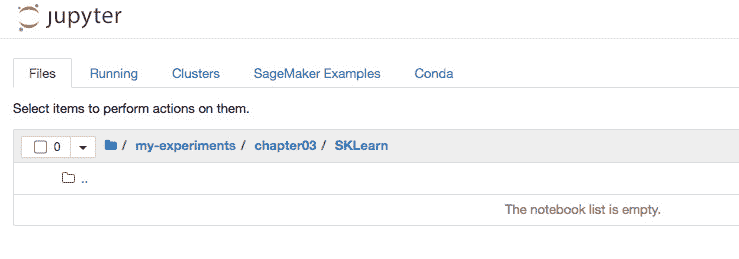 jupyter
Files Running Clusters SageMaker Examples Conda
Select items to perform actions on them.
0 / my-experiments / chapter03 / SKLearn
..
The notebook list is empty.